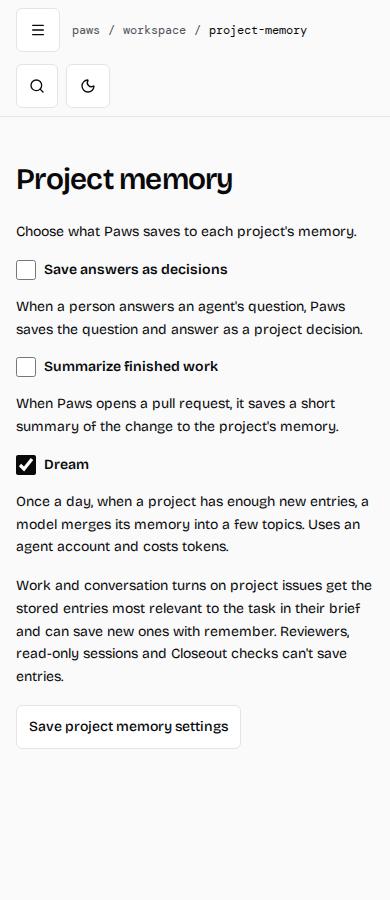 paws / workspace / project-memory
Project memory
Choose what Paws saves to each project's memory.
Save answers as decisions
When a person answers an agent's question, Paws
saves the question and answer as a project decision.
Summarize finished work
When Paws opens a pull request, it saves a short
summary of the change to the project's memory.
Dream
Once a day, when a project has enough new entries, a
model merges its memory into a few topics. Uses an
agent account and costs tokens.
Work and conversation turns on project issues get the
stored entries most relevant to the task in their brief
and can save new ones with remember. Reviewers,
read-only sessions and Closeout checks can't save
entries.
Save project memory settings